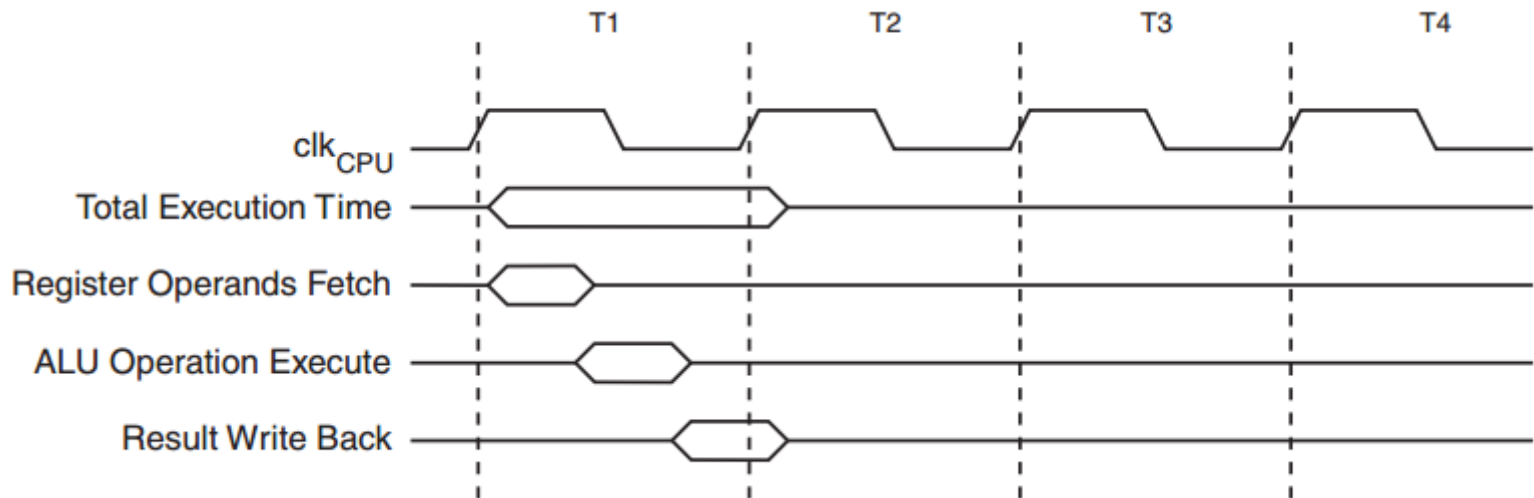 T1 T2 T3 T4
clkCPU
Total Execution Time
Register Operands Fetch
ALU Operation Execute
Result Write Back